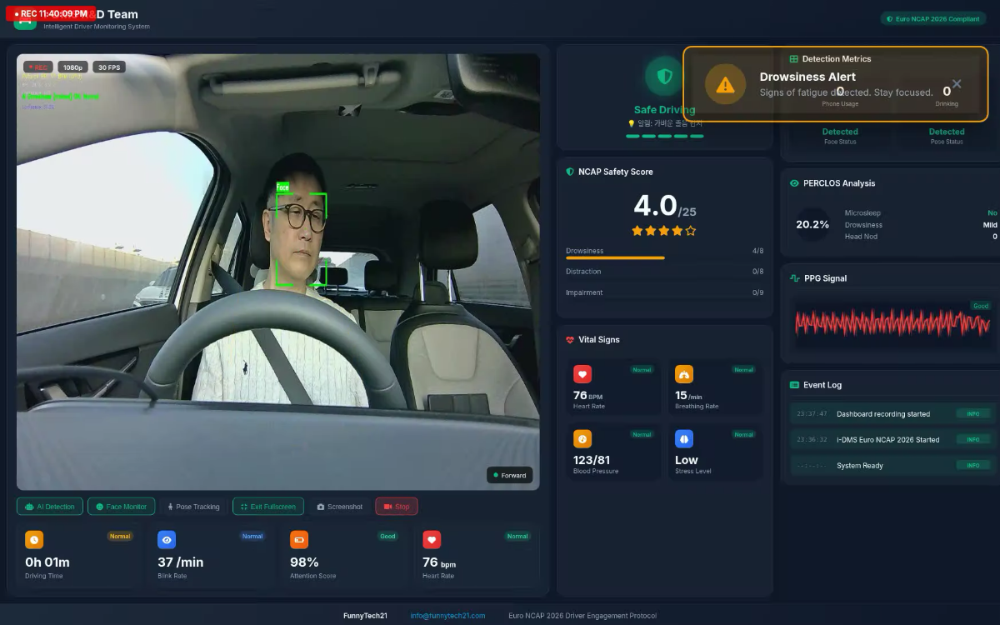 ● REC 11:40:09 PM
D Team
Intelligent Driver Monitoring System
Euro NCAP 2026 Compliant
● REC
1080p
30 FPS
Face
Forward
AI Detection
Face Monitor
Pose Tracking
Exit Fullscreen
Screenshot
Stop
Normal
0h 01m
Driving Time
Normal
37 /min
Blink Rate
Good
98%
Attention Score
Normal
76 bpm
Heart Rate
Safe Driving
알림: 가벼운 졸음
Detection Metrics
Drowsiness Alert
Signs of fatigue detected. Stay focused.
0
Phone Usage
0
Drinking
Detected
Face Status
Detected
Pose Status
NCAP Safety Score
4.0/25
Drowsiness 4/8
Distraction 0/8
Impairment 0/9
Vital Signs
Normal
76 BPM
Heart Rate
Normal
15 /min
Breathing Rate
Normal
123/81
Blood Pressure
Normal
Low
Stress Level
PERCLOS Analysis
20.2%
Microsleep No
Drowsiness Mild
Head Nod 0
PPG Signal
Good
Event Log
23:37:47 Dashboard recording started INFO
23:36:32 i-DMS Euro NCAP 2026 Started INFO
--:--:-- System Ready INFO
FunnyTech21
info@funnytech21.com
Euro NCAP 2026 Driver Engagement Protocol